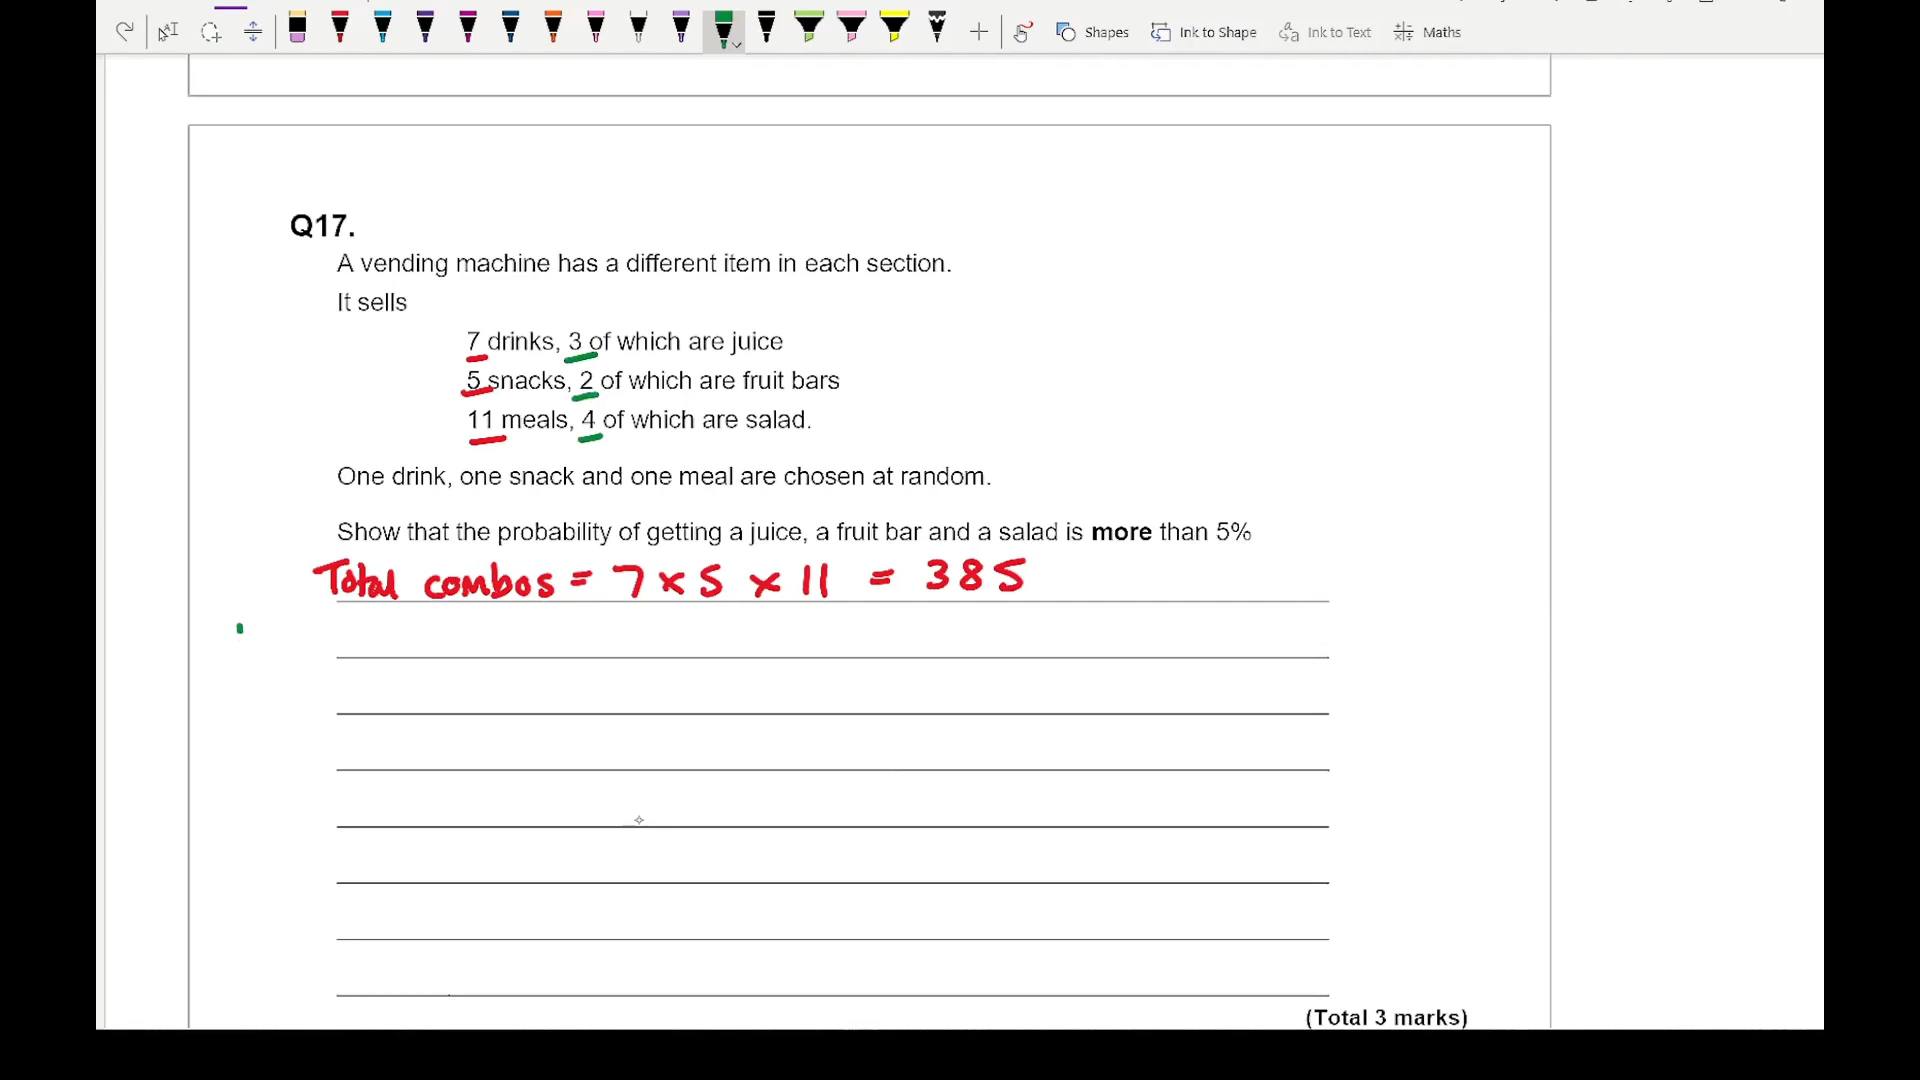 Shapes Ink to Shape Ink to Text Maths
Q17.
A vending machine has a different item in each section.
It sells
7 drinks, 3 of which are juice
5 snacks, 2 of which are fruit bars
11 meals, 4 of which are salad.
One drink, one snack and one meal are chosen at random.
Show that the probability of getting a juice, a fruit bar and a salad is more than 5%
Total combos = 7 × 5 × 11 = 385
(Total 3 marks)